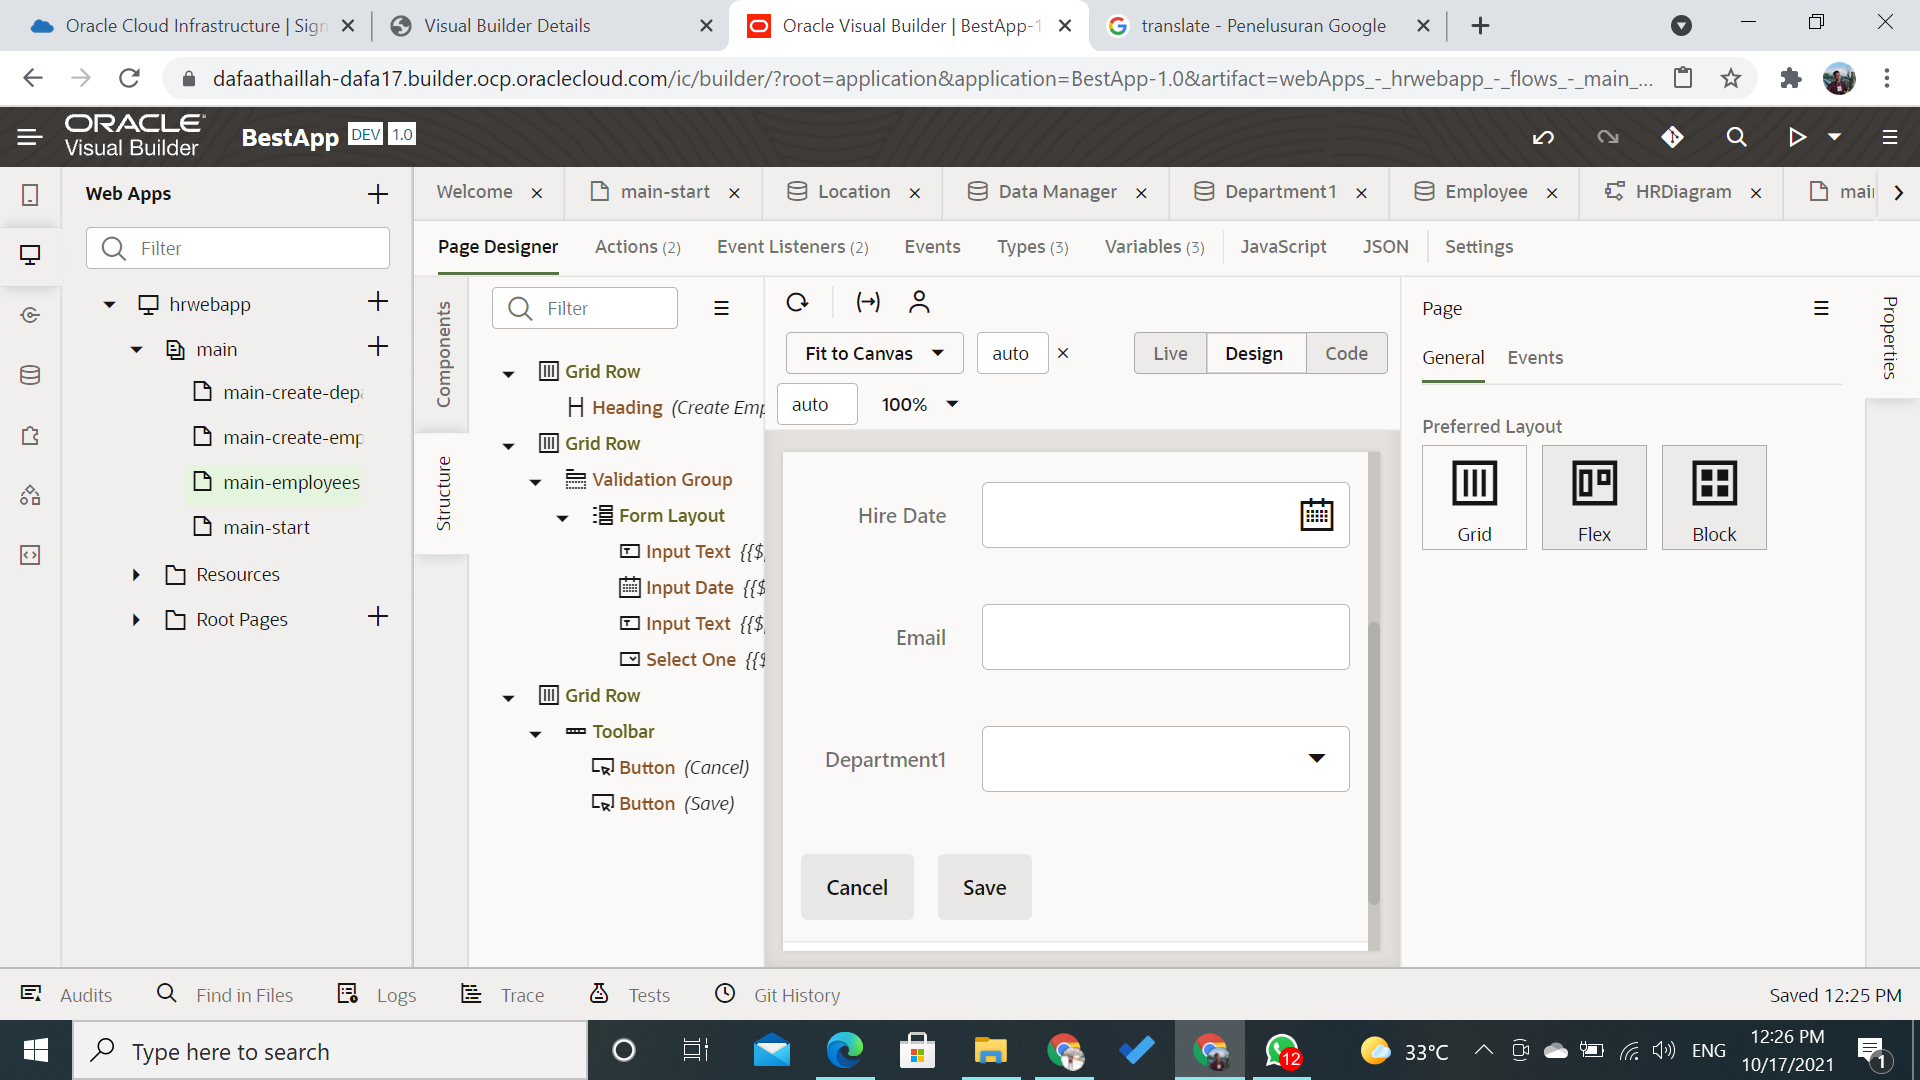 Oracle Cloud Infrastructure | Sign
Visual Builder Details
Oracle Visual Builder | BestApp-1
translate - Penelusuran Google
dafaathaillah-dafa17.builder.ocp.oraclecloud.com/ic/builder/?root=application&application=BestApp-1.0&artifact=webApps_-_hrwebapp_-_flows_-_main_-...
ORACLE
Visual Builder
BestApp DEV 1.0
Web Apps
Filter
hrwebapp
main
main-create-dep
main-create-emp
main-employees
main-start
Resources
Root Pages
Welcome
main-start
Location
Data Manager
Department1
Employee
HRDiagram
main
Page Designer
Actions (2)
Event Listeners (2)
Events
Types (3)
Variables (3)
JavaScript
JSON
Settings
Components
Structure
Filter
Grid Row
Heading (Create Emp
Grid Row
Validation Group
Form Layout
Input Text {{$
Input Date {{$
Input Text {{$
Select One {{$
Grid Row
Toolbar
Button (Cancel)
Button (Save)
Fit to Canvas
auto
Live
Design
Code
auto
100%
Hire Date
Email
Department1
Cancel
Save
Page
General
Events
Preferred Layout
Grid
Flex
Block
Properties
Audits
Find in Files
Logs
Trace
Tests
Git History
Saved 12:25 PM
Type here to search
12
33°C
ENG
12:26 PM
10/17/2021
1